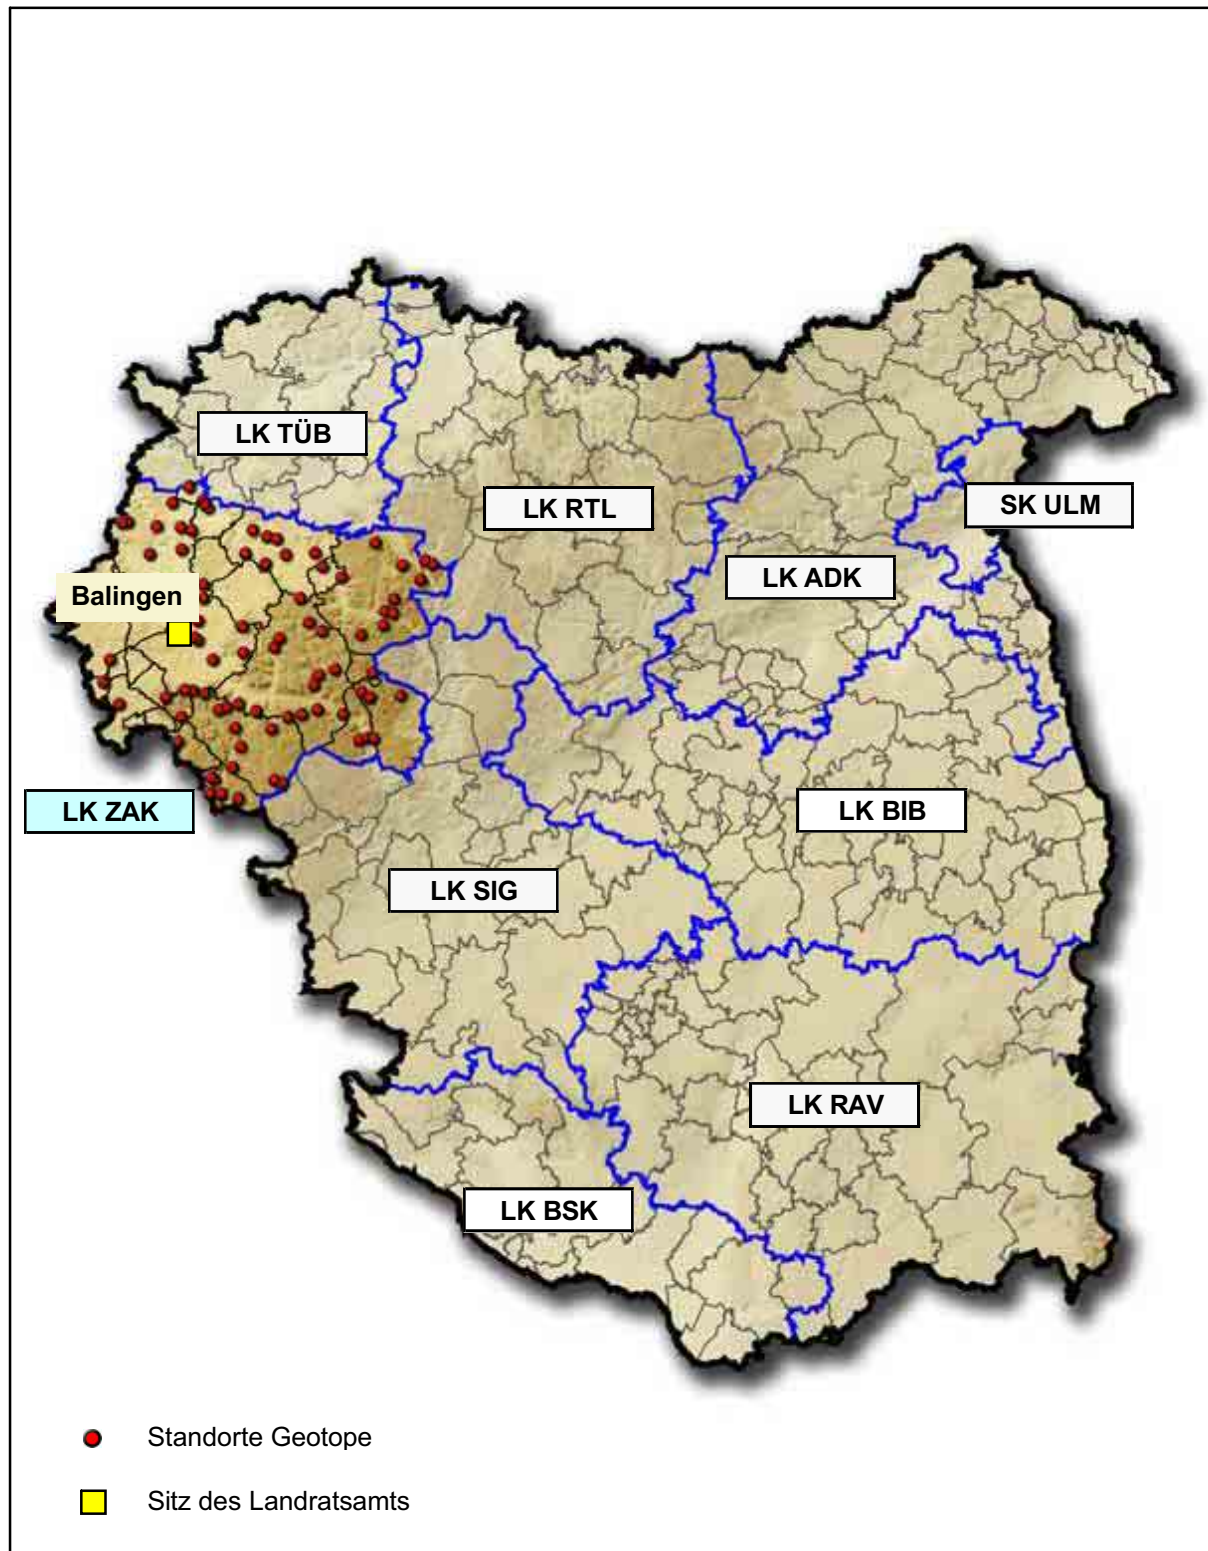 LK TÜB
LK RTL
SK ULM
LK ADK
Balingen
LK ZAK
LK BIB
LK SIG
LK RAV
LK BSK
Standorte Geotope
Sitz des Landratsamts